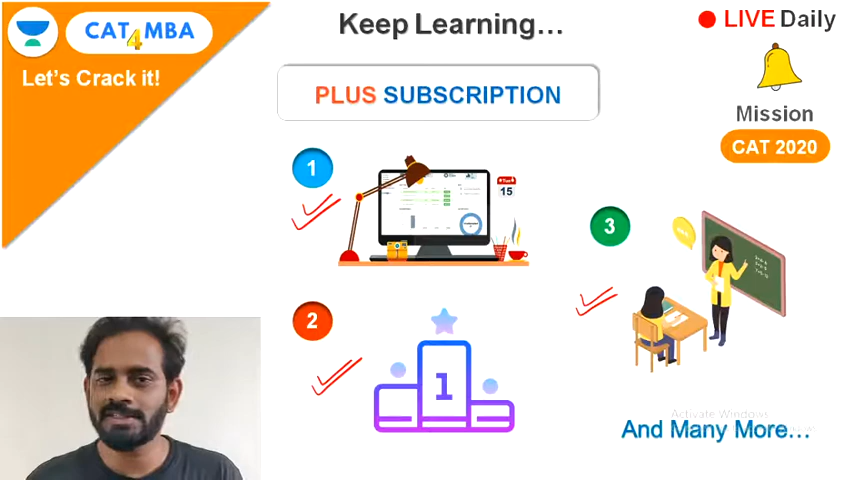 CAT4MBA
Let's Crack it!
Keep Learning...
LIVE Daily
PLUS SUBSCRIPTION
Mission
CAT 2020
1
15
3
2
1
And Many More...
Activate Windows